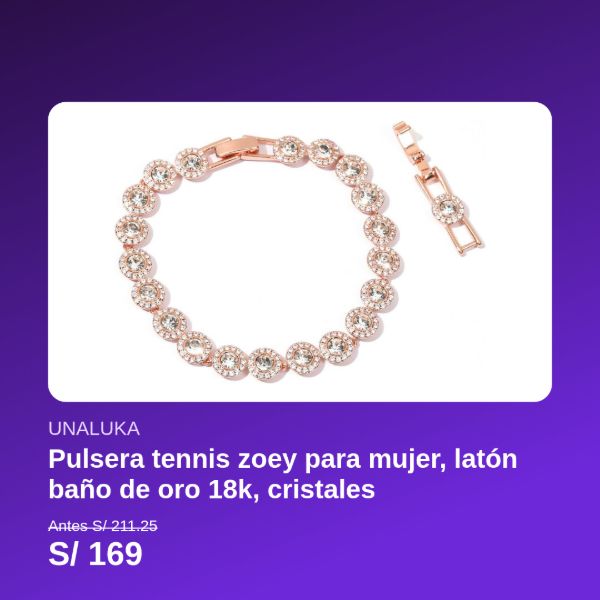 UNALUKA
Pulsera tennis zoey para mujer, latón
baño de oro 18k, cristales
Antes S/ 211.25
S/ 169